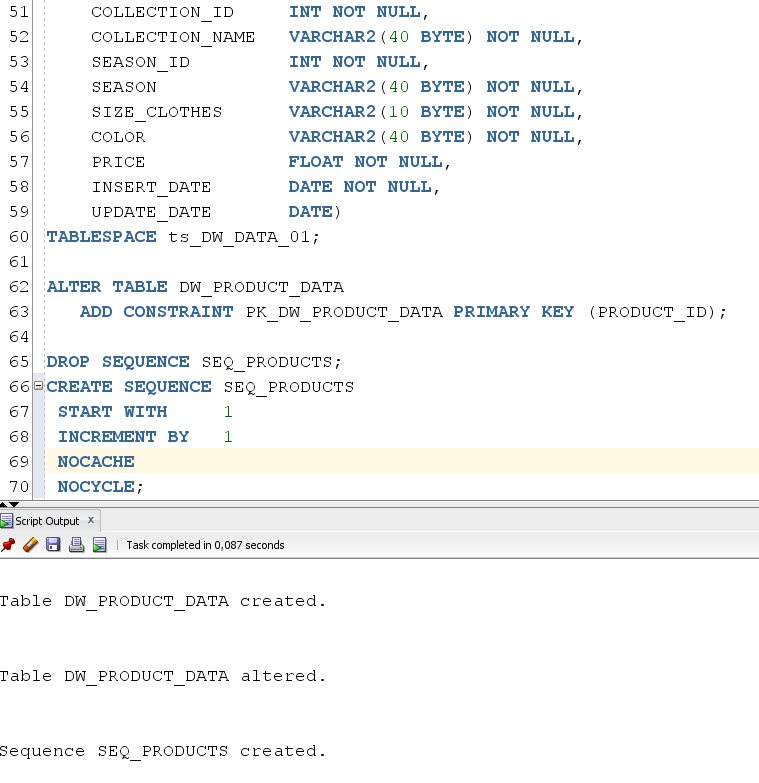 51 COLLECTION_ID INT NOT NULL,
52 COLLECTION_NAME VARCHAR2(40 BYTE) NOT NULL,
53 SEASON_ID INT NOT NULL,
54 SEASON VARCHAR2(40 BYTE) NOT NULL,
55 SIZE_CLOTHES VARCHAR2(10 BYTE) NOT NULL,
56 COLOR VARCHAR2(40 BYTE) NOT NULL,
57 PRICE FLOAT NOT NULL,
58 INSERT_DATE DATE NOT NULL,
59 UPDATE_DATE DATE)
60 TABLESPACE ts_DW_DATA_01;
61
62 ALTER TABLE DW_PRODUCT_DATA
63 ADD CONSTRAINT PK_DW_PRODUCT_DATA PRIMARY KEY (PRODUCT_ID);
64
65 DROP SEQUENCE SEQ_PRODUCTS;
66 CREATE SEQUENCE SEQ_PRODUCTS
67 START WITH 1
68 INCREMENT BY 1
69 NOCACHE
70 NOCYCLE;
Script Output x
Task completed in 0,087 seconds
Table DW_PRODUCT_DATA created.
Table DW_PRODUCT_DATA altered.
Sequence SEQ_PRODUCTS created.